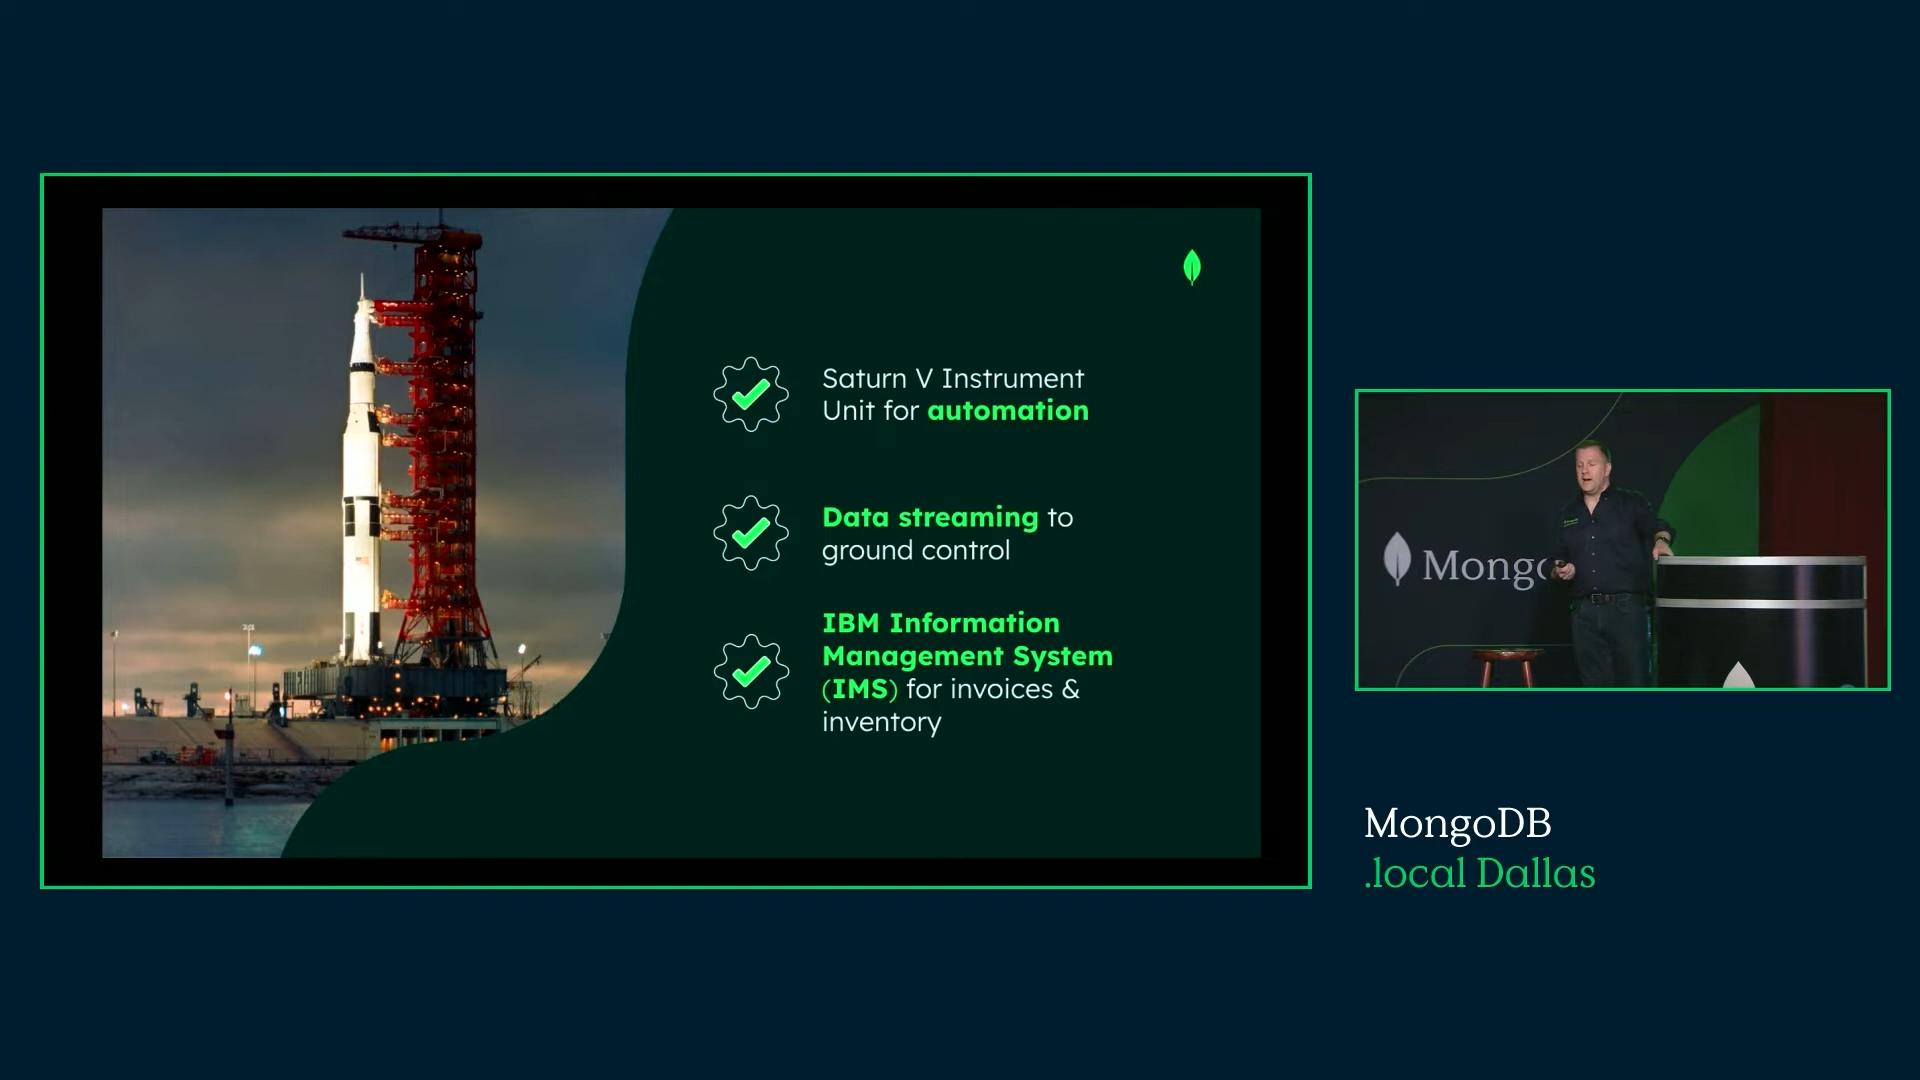 Saturn V Instrument
Unit for automation
Data streaming to
ground control
IBM Information
Management System
(IMS) for invoices &
inventory
Mongo
MongoDB
.local Dallas